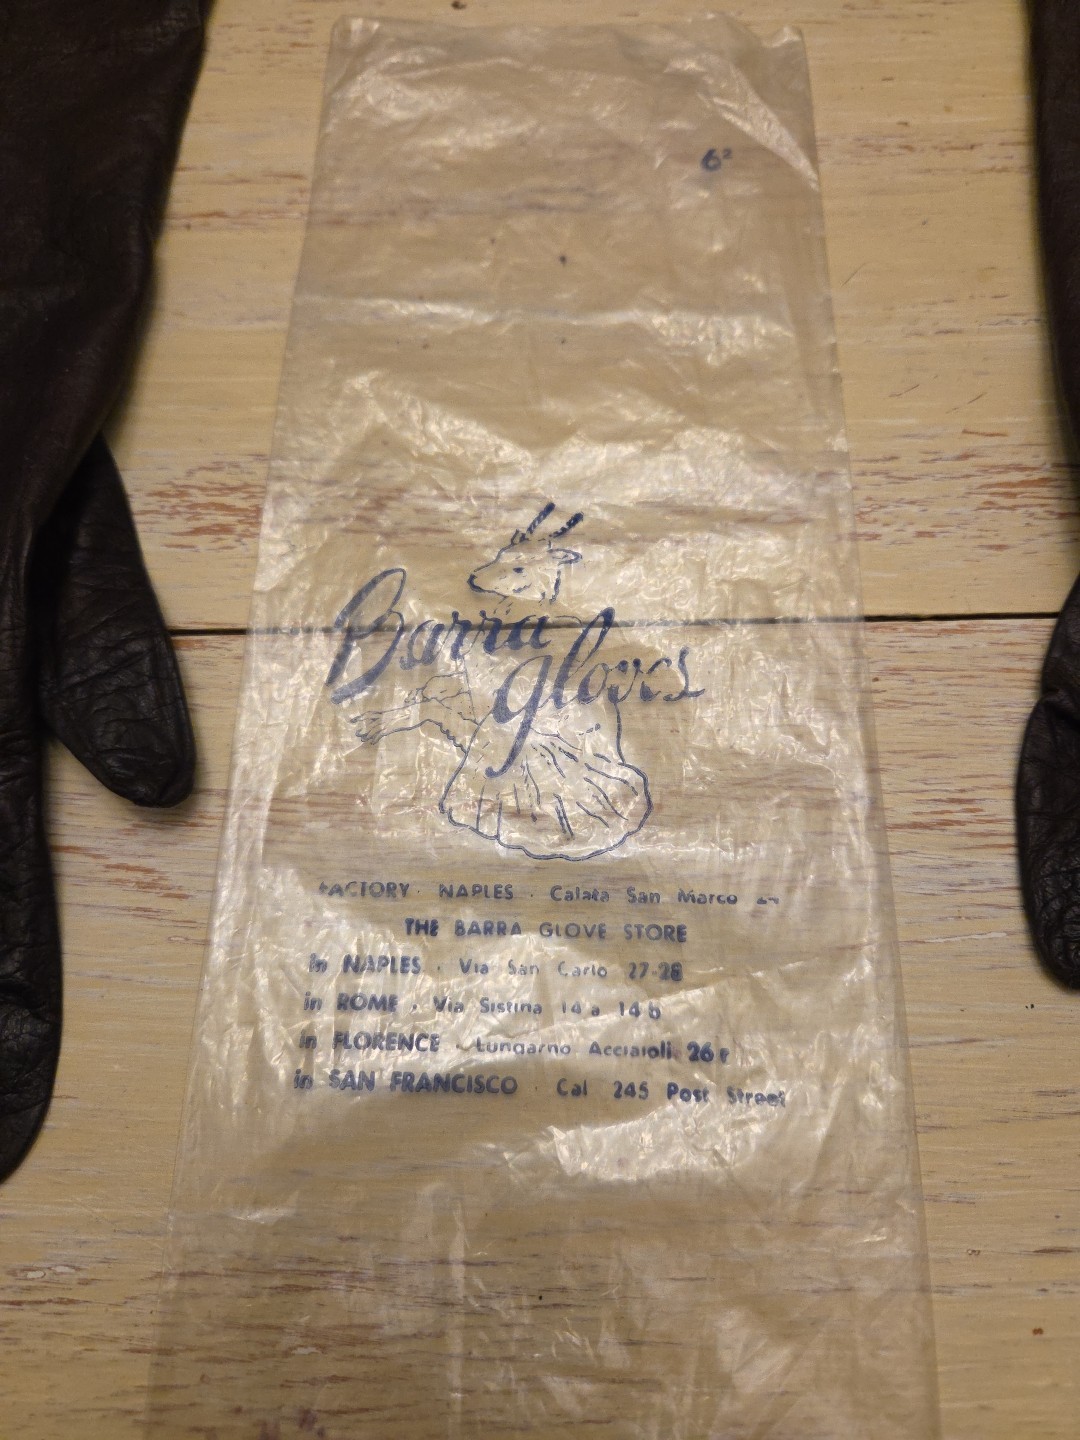 6²
Barra
gloves
FACTORY · NAPLES · Calata San Marco
THE BARRA GLOVE STORE
in NAPLES · Via San Carlo 27-28
in ROME · Via Sistina 14 a 14 b
in FLORENCE · Lungarno Acciaioli 26 r
in SAN FRANCISCO · Cal 245 Post Street